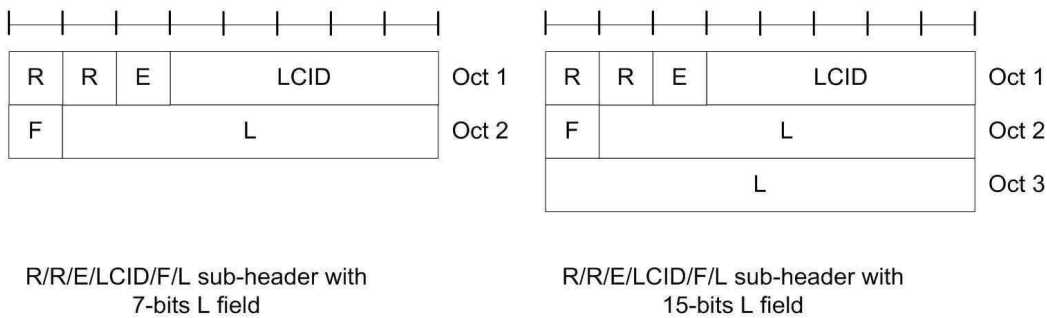 R R E LCID Oct 1
F L Oct 2
R/R/E/LCID/F/L sub-header with
7-bits L field
R R E LCID Oct 1
F L Oct 2
L Oct 3
R/R/E/LCID/F/L sub-header with
15-bits L field